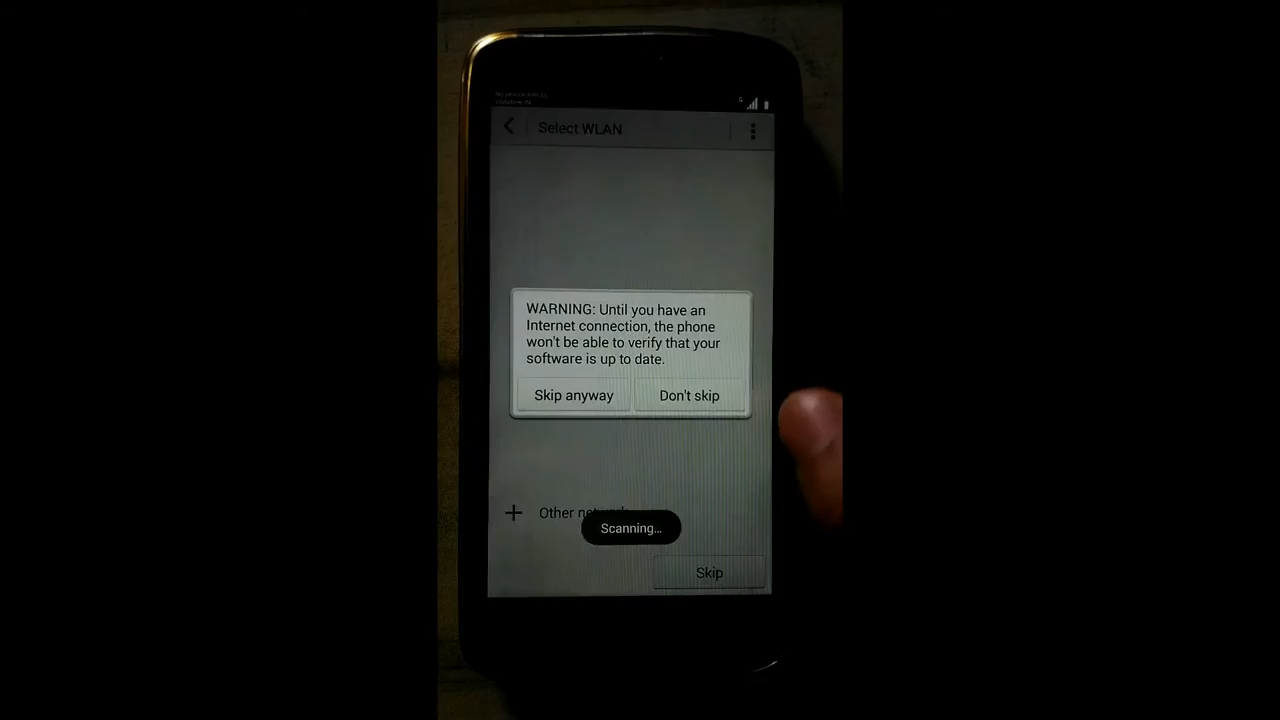 Select WLAN
WARNING: Until you have an
Internet connection, the phone
won't be able to verify that your
software is up to date.
Skip anyway
Don't skip
Other
Scanning...
Skip